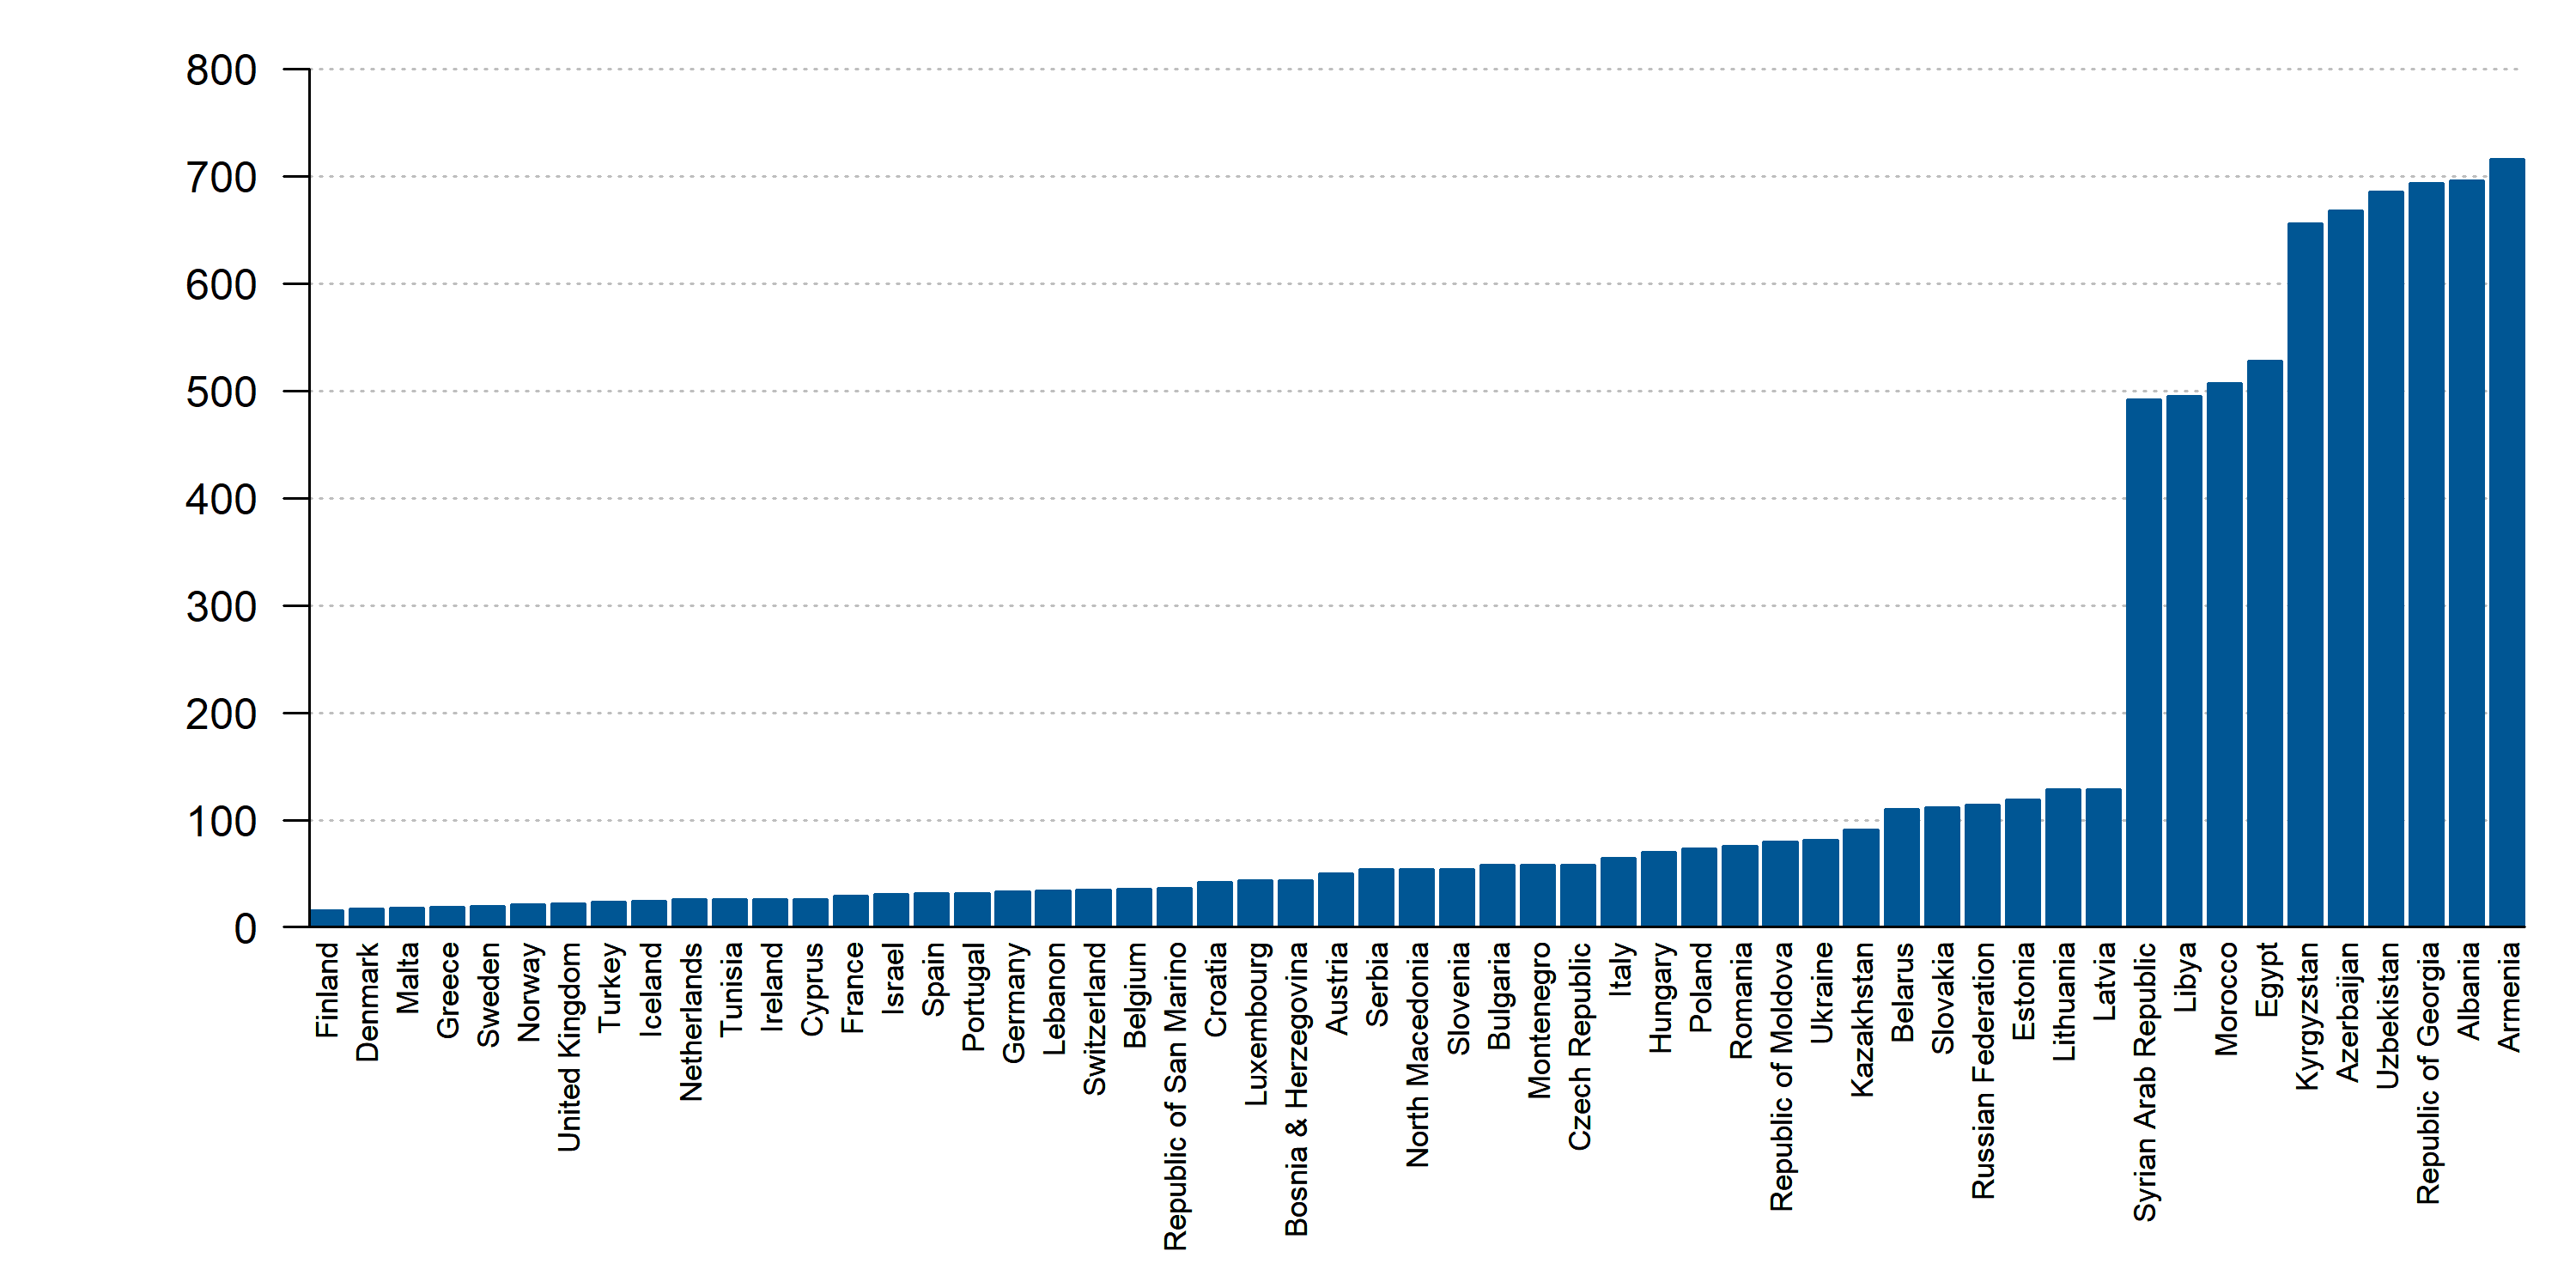 800
700
600
500
400
300
200
100
0
Finland
Denmark
Malta
Greece
Sweden
Norway
United Kingdom
Turkey
Iceland
Netherlands
Tunisia
Ireland
Cyprus
France
Israel
Spain
Portugal
Germany
Lebanon
Switzerland
Belgium
Republic of San Marino
Croatia
Luxembourg
Bosnia & Herzegovina
Austria
Serbia
North Macedonia
Slovenia
Bulgaria
Montenegro
Czech Republic
Italy
Hungary
Poland
Romania
Republic of Moldova
Ukraine
Kazakhstan
Belarus
Slovakia
Russian Federation
Estonia
Lithuania
Latvia
Syrian Arab Republic
Libya
Morocco
Egypt
Kyrgyzstan
Azerbaijan
Uzbekistan
Republic of Georgia
Albania
Armenia